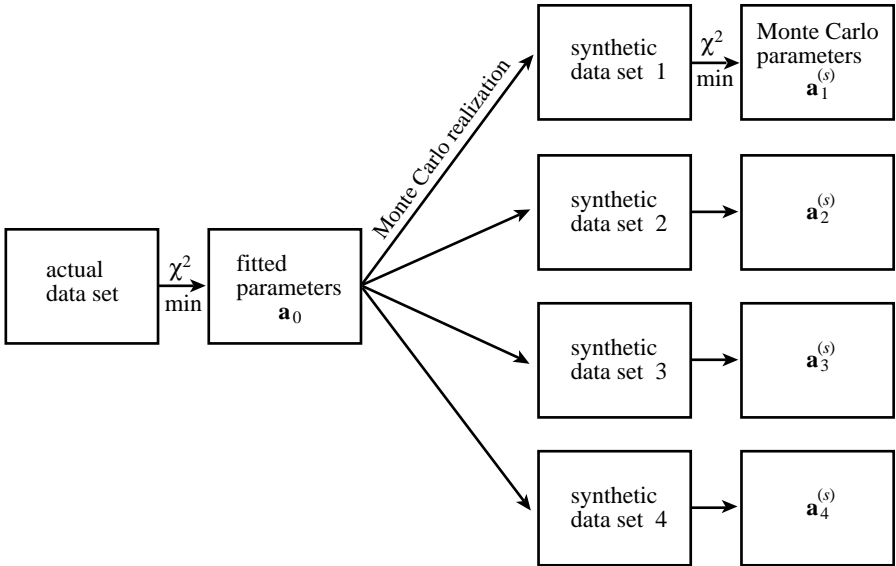 actual
data set
χ²
min
fitted
parameters
a₀
Monte Carlo realization
synthetic
data set 1
χ²
min
Monte Carlo
parameters
a₁⁽ˢ⁾
synthetic
data set 2
a₂⁽ˢ⁾
synthetic
data set 3
a₃⁽ˢ⁾
synthetic
data set 4
a₄⁽ˢ⁾